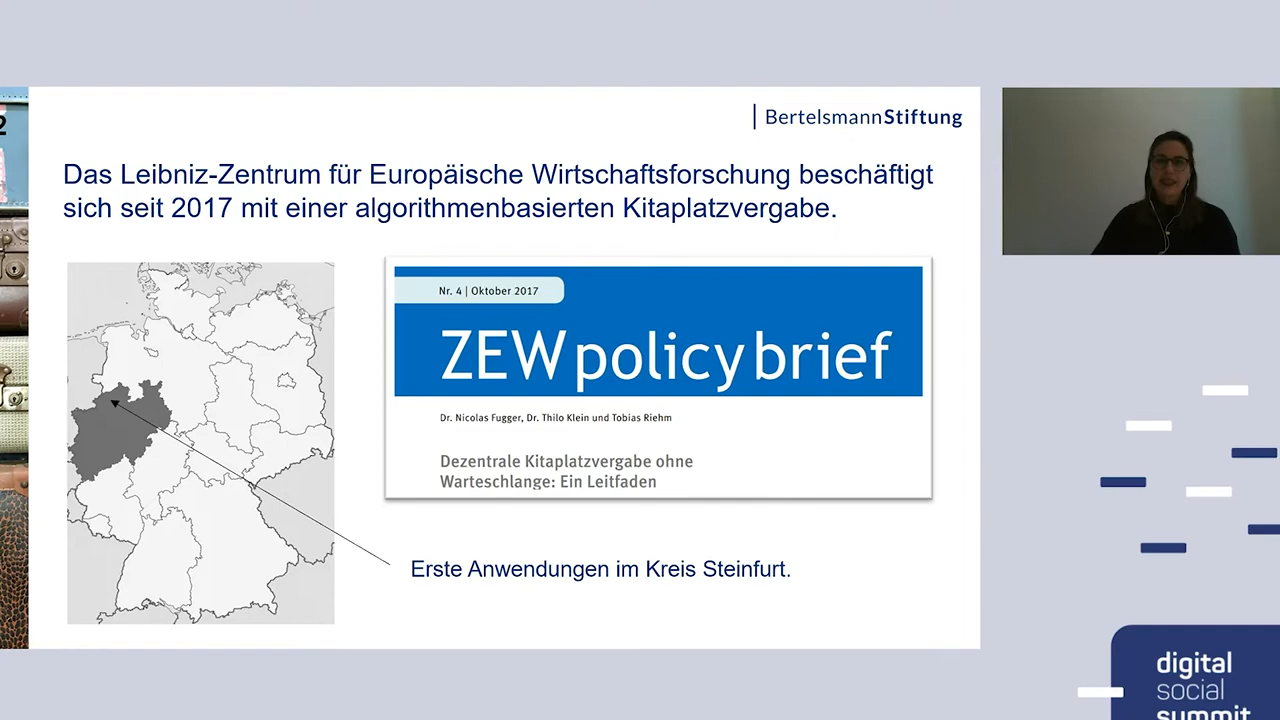 2
BertelsmannStiftung
Das Leibniz-Zentrum für Europäische Wirtschaftsforschung beschäftigt
sich seit 2017 mit einer algorithmenbasierten Kitaplatzvergabe.
Nr. 4 | Oktober 2017
ZEW policy brief
Dr. Nicolas Fugger, Dr. Thilo Klein und Tobias Riehm
Dezentrale Kitaplatzvergabe ohne
Warteschlange: Ein Leitfaden
Erste Anwendungen im Kreis Steinfurt.
digital
social
summit